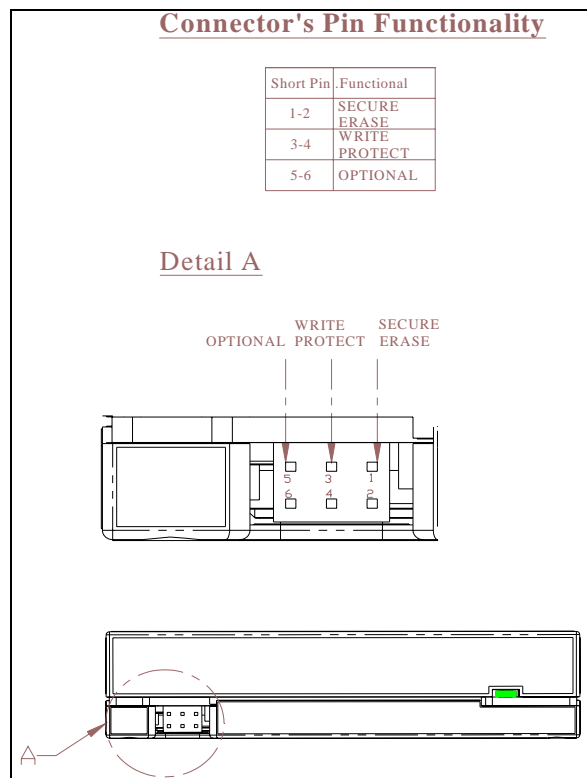 Connector's Pin Functionality
Short Pin .Functional
1-2 SECURE
ERASE
3-4 WRITE
PROTECT
5-6 OPTIONAL
Detail A
WRITE SECURE
OPTIONAL PROTECT ERASE
5 3 1
6 4 2
A